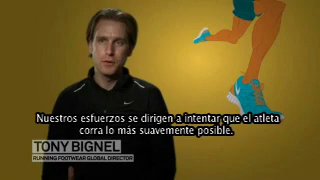 Nuestros esfuerzos se dirigen a intentar que el atleta
corra lo más suavemente posible.
TONY BIGNEL
RUNNING FOOTWEAR GLOBAL DIRECTOR